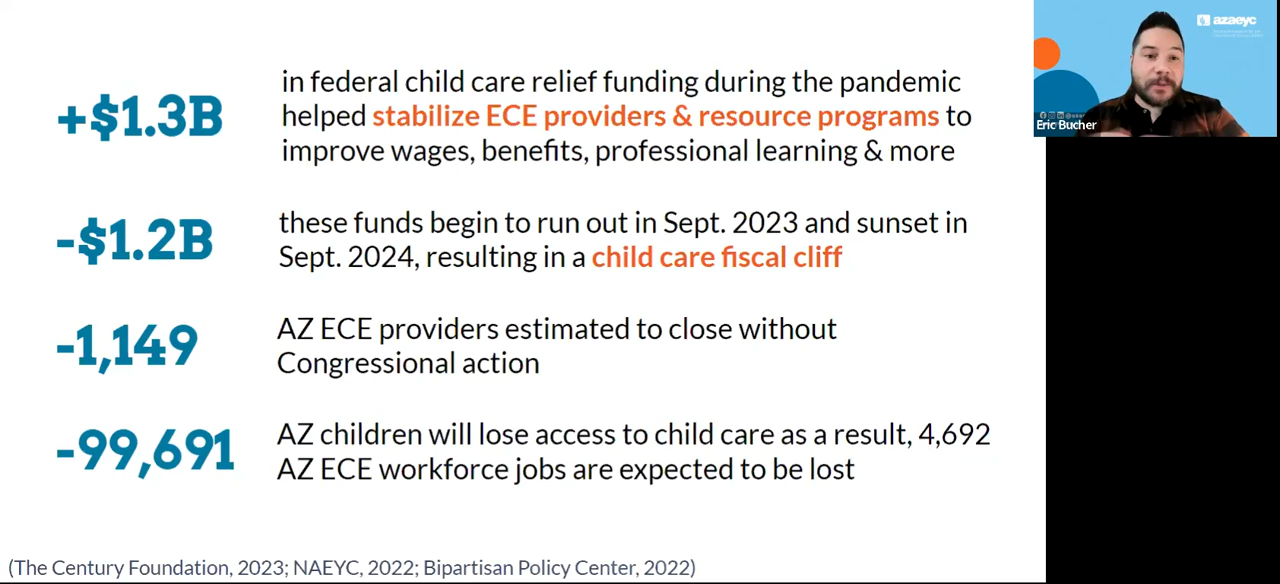 +$1.3B
in federal child care relief funding during the pandemic
helped stabilize ECE providers & resource programs to
improve wages, benefits, professional learning & more
-$1.2B
these funds begin to run out in Sept. 2023 and sunset in
Sept. 2024, resulting in a child care fiscal cliff
-1,149
AZ ECE providers estimated to close without
Congressional action
-99,691
AZ children will lose access to child care as a result, 4,692
AZ ECE workforce jobs are expected to be lost
(The Century Foundation, 2023; NAEYC, 2022; Bipartisan Policy Center, 2022)
azaeyc
Eric Bucher